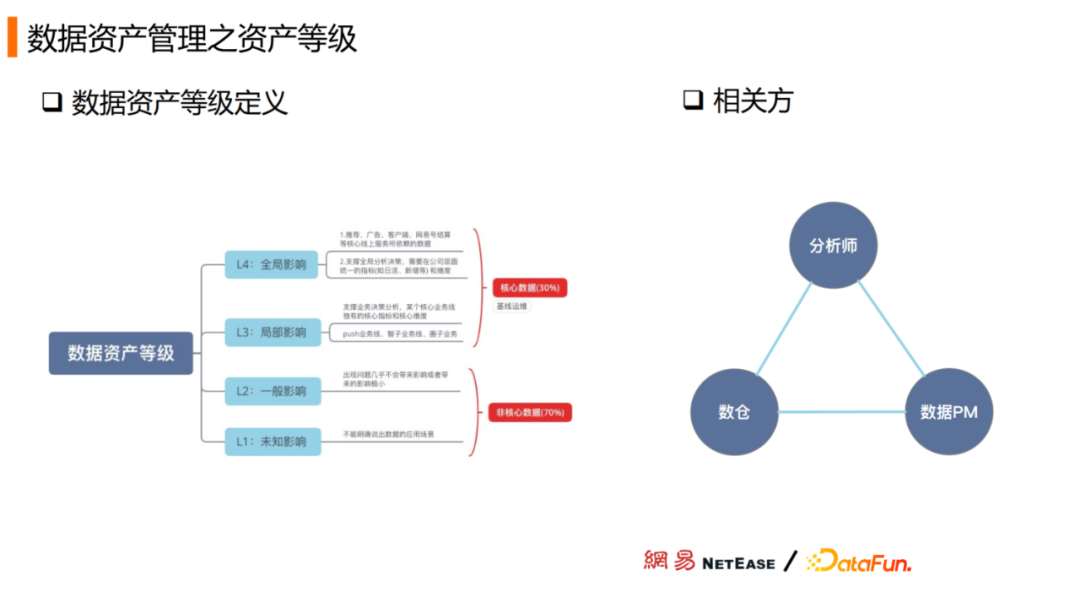 数据资产管理之资产等级
数据资产等级定义
相关方
数据资产等级
L4：全局影响
1.推荐、广告、客户端、网易号结算
等核心线上服务所依赖的数据
2.支撑全局分析决策，需要在公司层面
统一的指标(如日活、新增等) 和维度
L3：局部影响
支撑业务决策分析，某个核心业务线
独有的核心指标和核心维度
push业务线、智子业务线、圈子业务
核心数据(30%)
基线运维
L2：一般影响
出现问题几乎不会带来影响或者带
来的影响极小
L1：未知影响
不能明确说出数据的应用场景
非核心数据(70%)
分析师
数仓
数据PM
網易 NETEASE / DataFun.